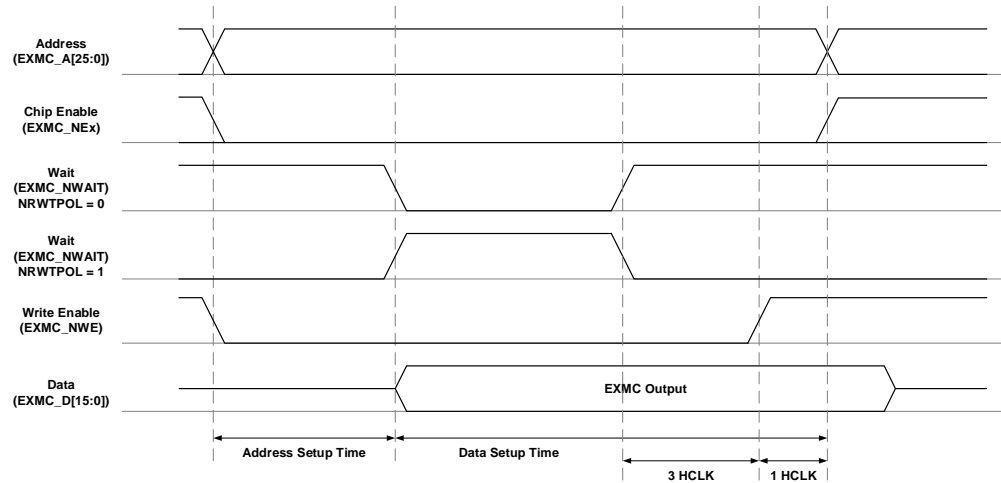 Address
(EXMC_A[25:0])
Chip Enable
(EXMC_NEx)
Wait
(EXMC_NWAIT)
NRWTPOL = 0
Wait
(EXMC_NWAIT)
NRWTPOL = 1
Write Enable
(EXMC_NWE)
Data
(EXMC_D[15:0])
EXMC Output
Address Setup Time
Data Setup Time
3 HCLK
1 HCLK